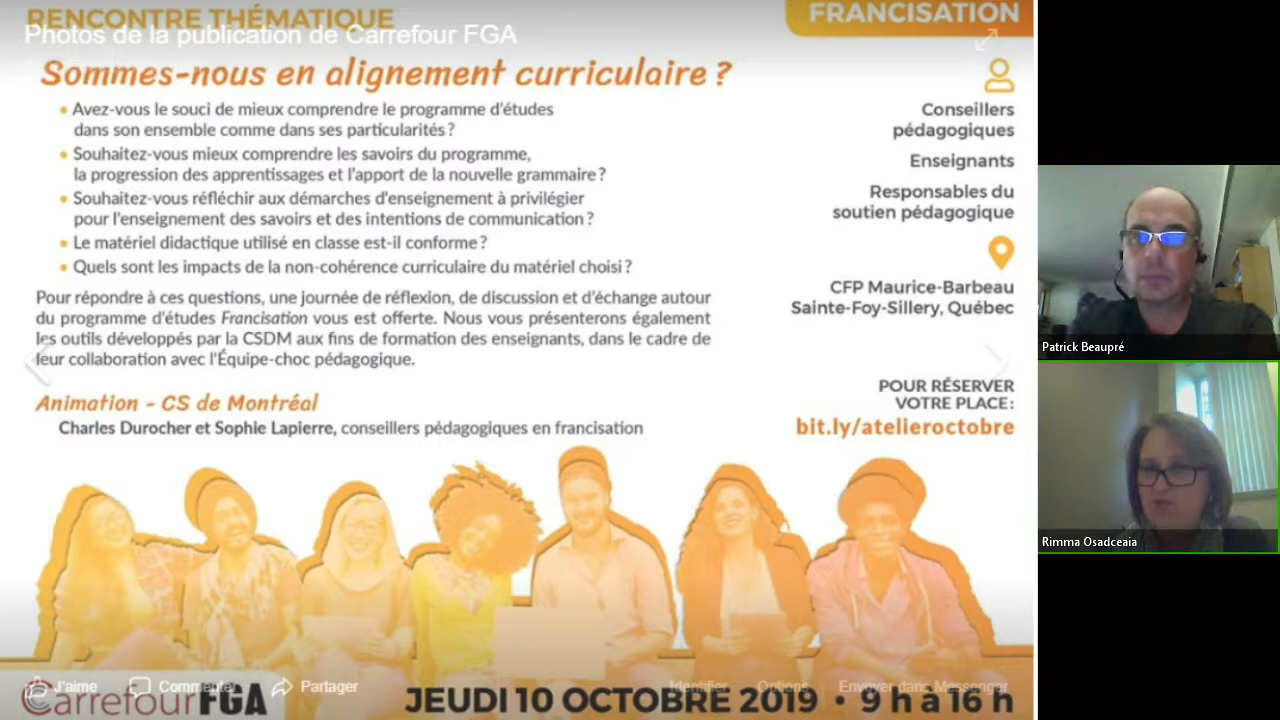 RENCONTRE THÉMATIQUE
Photos de la publication de Carrefour FGA
FRANCISATION
Sommes-nous en alignement curriculaire ?
• Avez-vous le souci de mieux comprendre le programme d'études
dans son ensemble comme dans ses particularités ?
• Souhaitez-vous mieux comprendre les savoirs du programme,
la progression des apprentissages et l'apport de la nouvelle grammaire ?
• Souhaitez-vous réfléchir aux démarches d'enseignement à privilégier
pour l'enseignement des savoirs et des intentions de communication ?
• Le matériel didactique utilisé en classe est-il conforme ?
• Quels sont les impacts de la non-cohérence curriculaire du matériel choisi ?
Pour répondre à ces questions, une journée de réflexion, de discussion et d'échange autour
du programme d'études Francisation vous est offerte. Nous vous présenterons également
les outils développés par la CSDM aux fins de formation des enseignants, dans le cadre de
leur collaboration avec l'Équipe-choc pédagogique.
Animation - CS de Montréal
Charles Durocher et Sophie Lapierre, conseillers pédagogiques en francisation
Conseillers
pédagogiques
Enseignants
Responsables du
soutien pédagogique
CFP Maurice-Barbeau
Sainte-Foy-Sillery, Québec
POUR RÉSERVER
VOTRE PLACE :
bit.ly/atelieroctobre
J'aime
Commenter
Partager
Identifier
Options
Envoyer dans Messenger
CarrefourFGA
JEUDI 10 OCTOBRE 2019 • 9 h à 16 h
Patrick Beaupré
Rimma Osadceaia